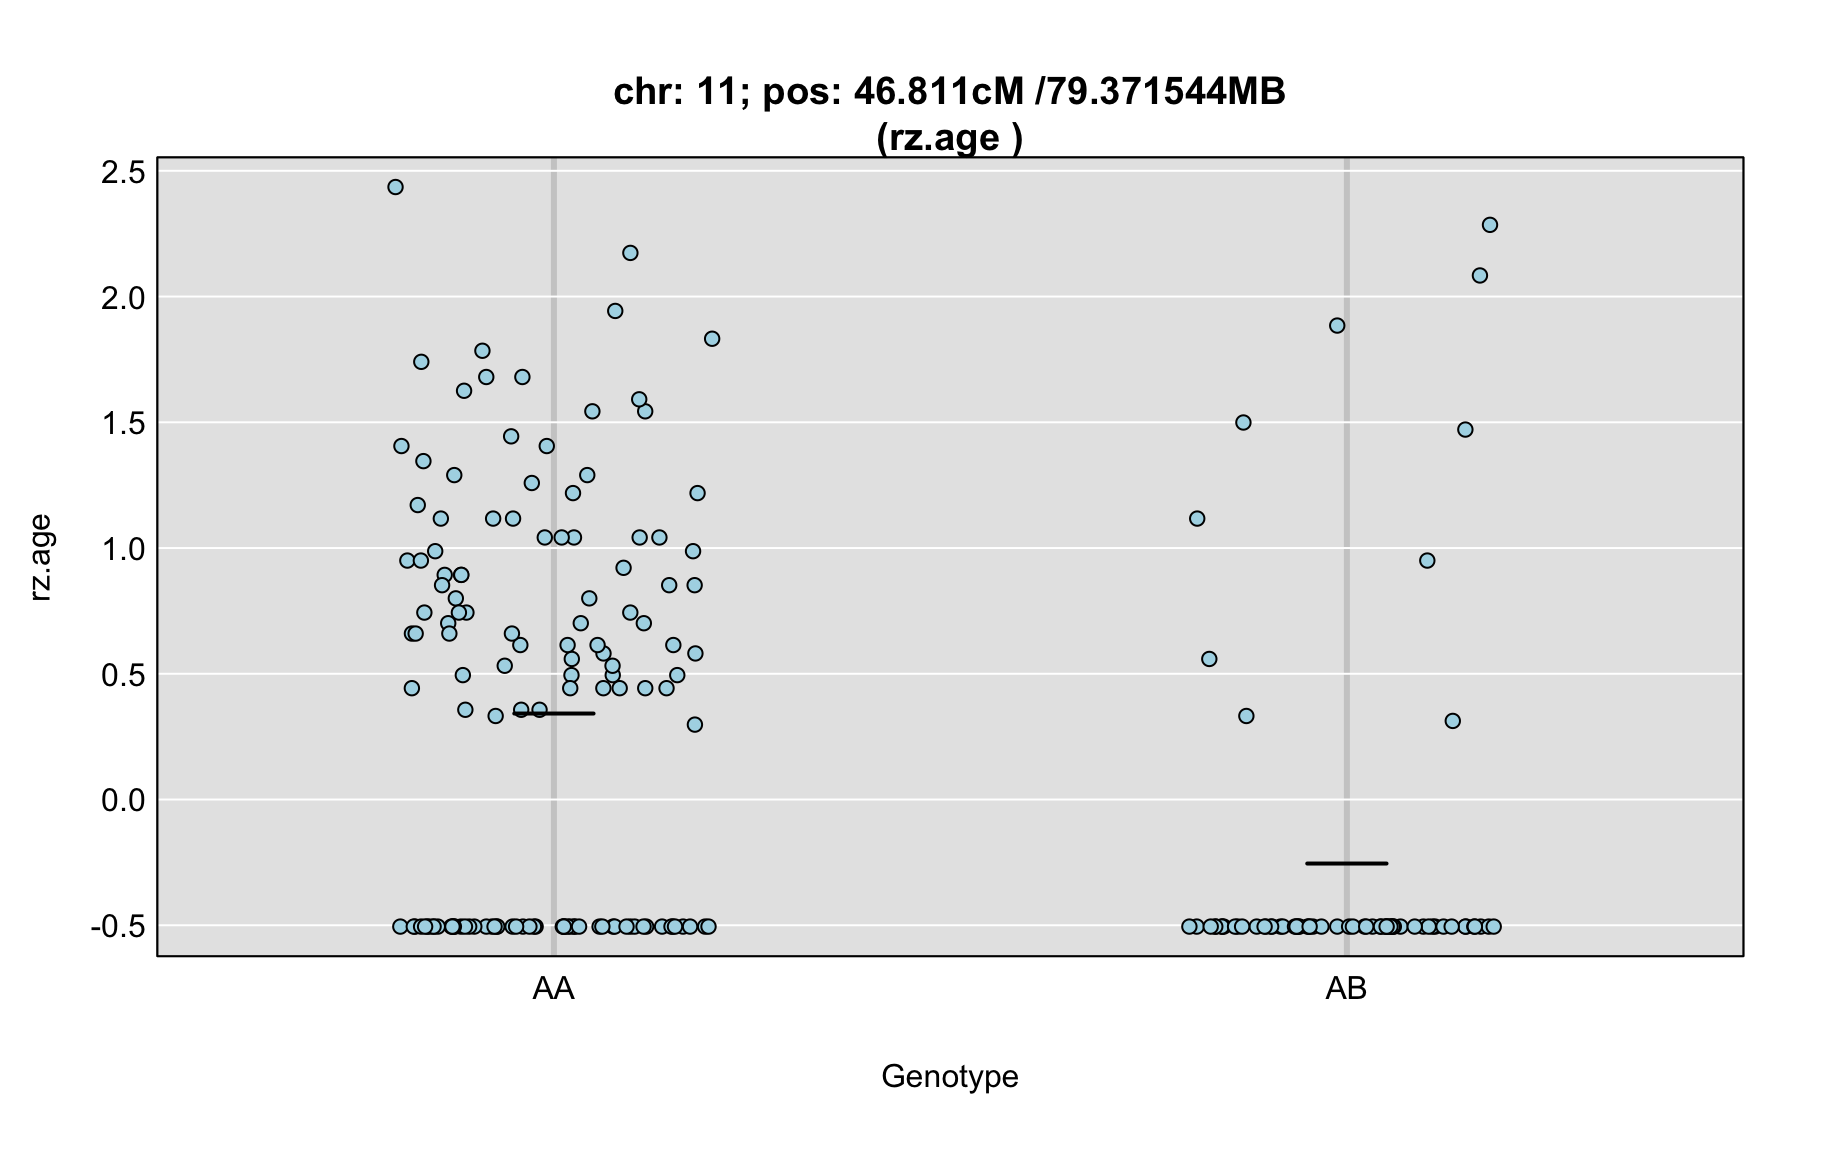 chr: 11; pos: 46.811cM /79.371544MB
(rz.age )
2.5
2.0
1.5
1.0
0.5
0.0
-0.5
rz.age
AA
AB
Genotype